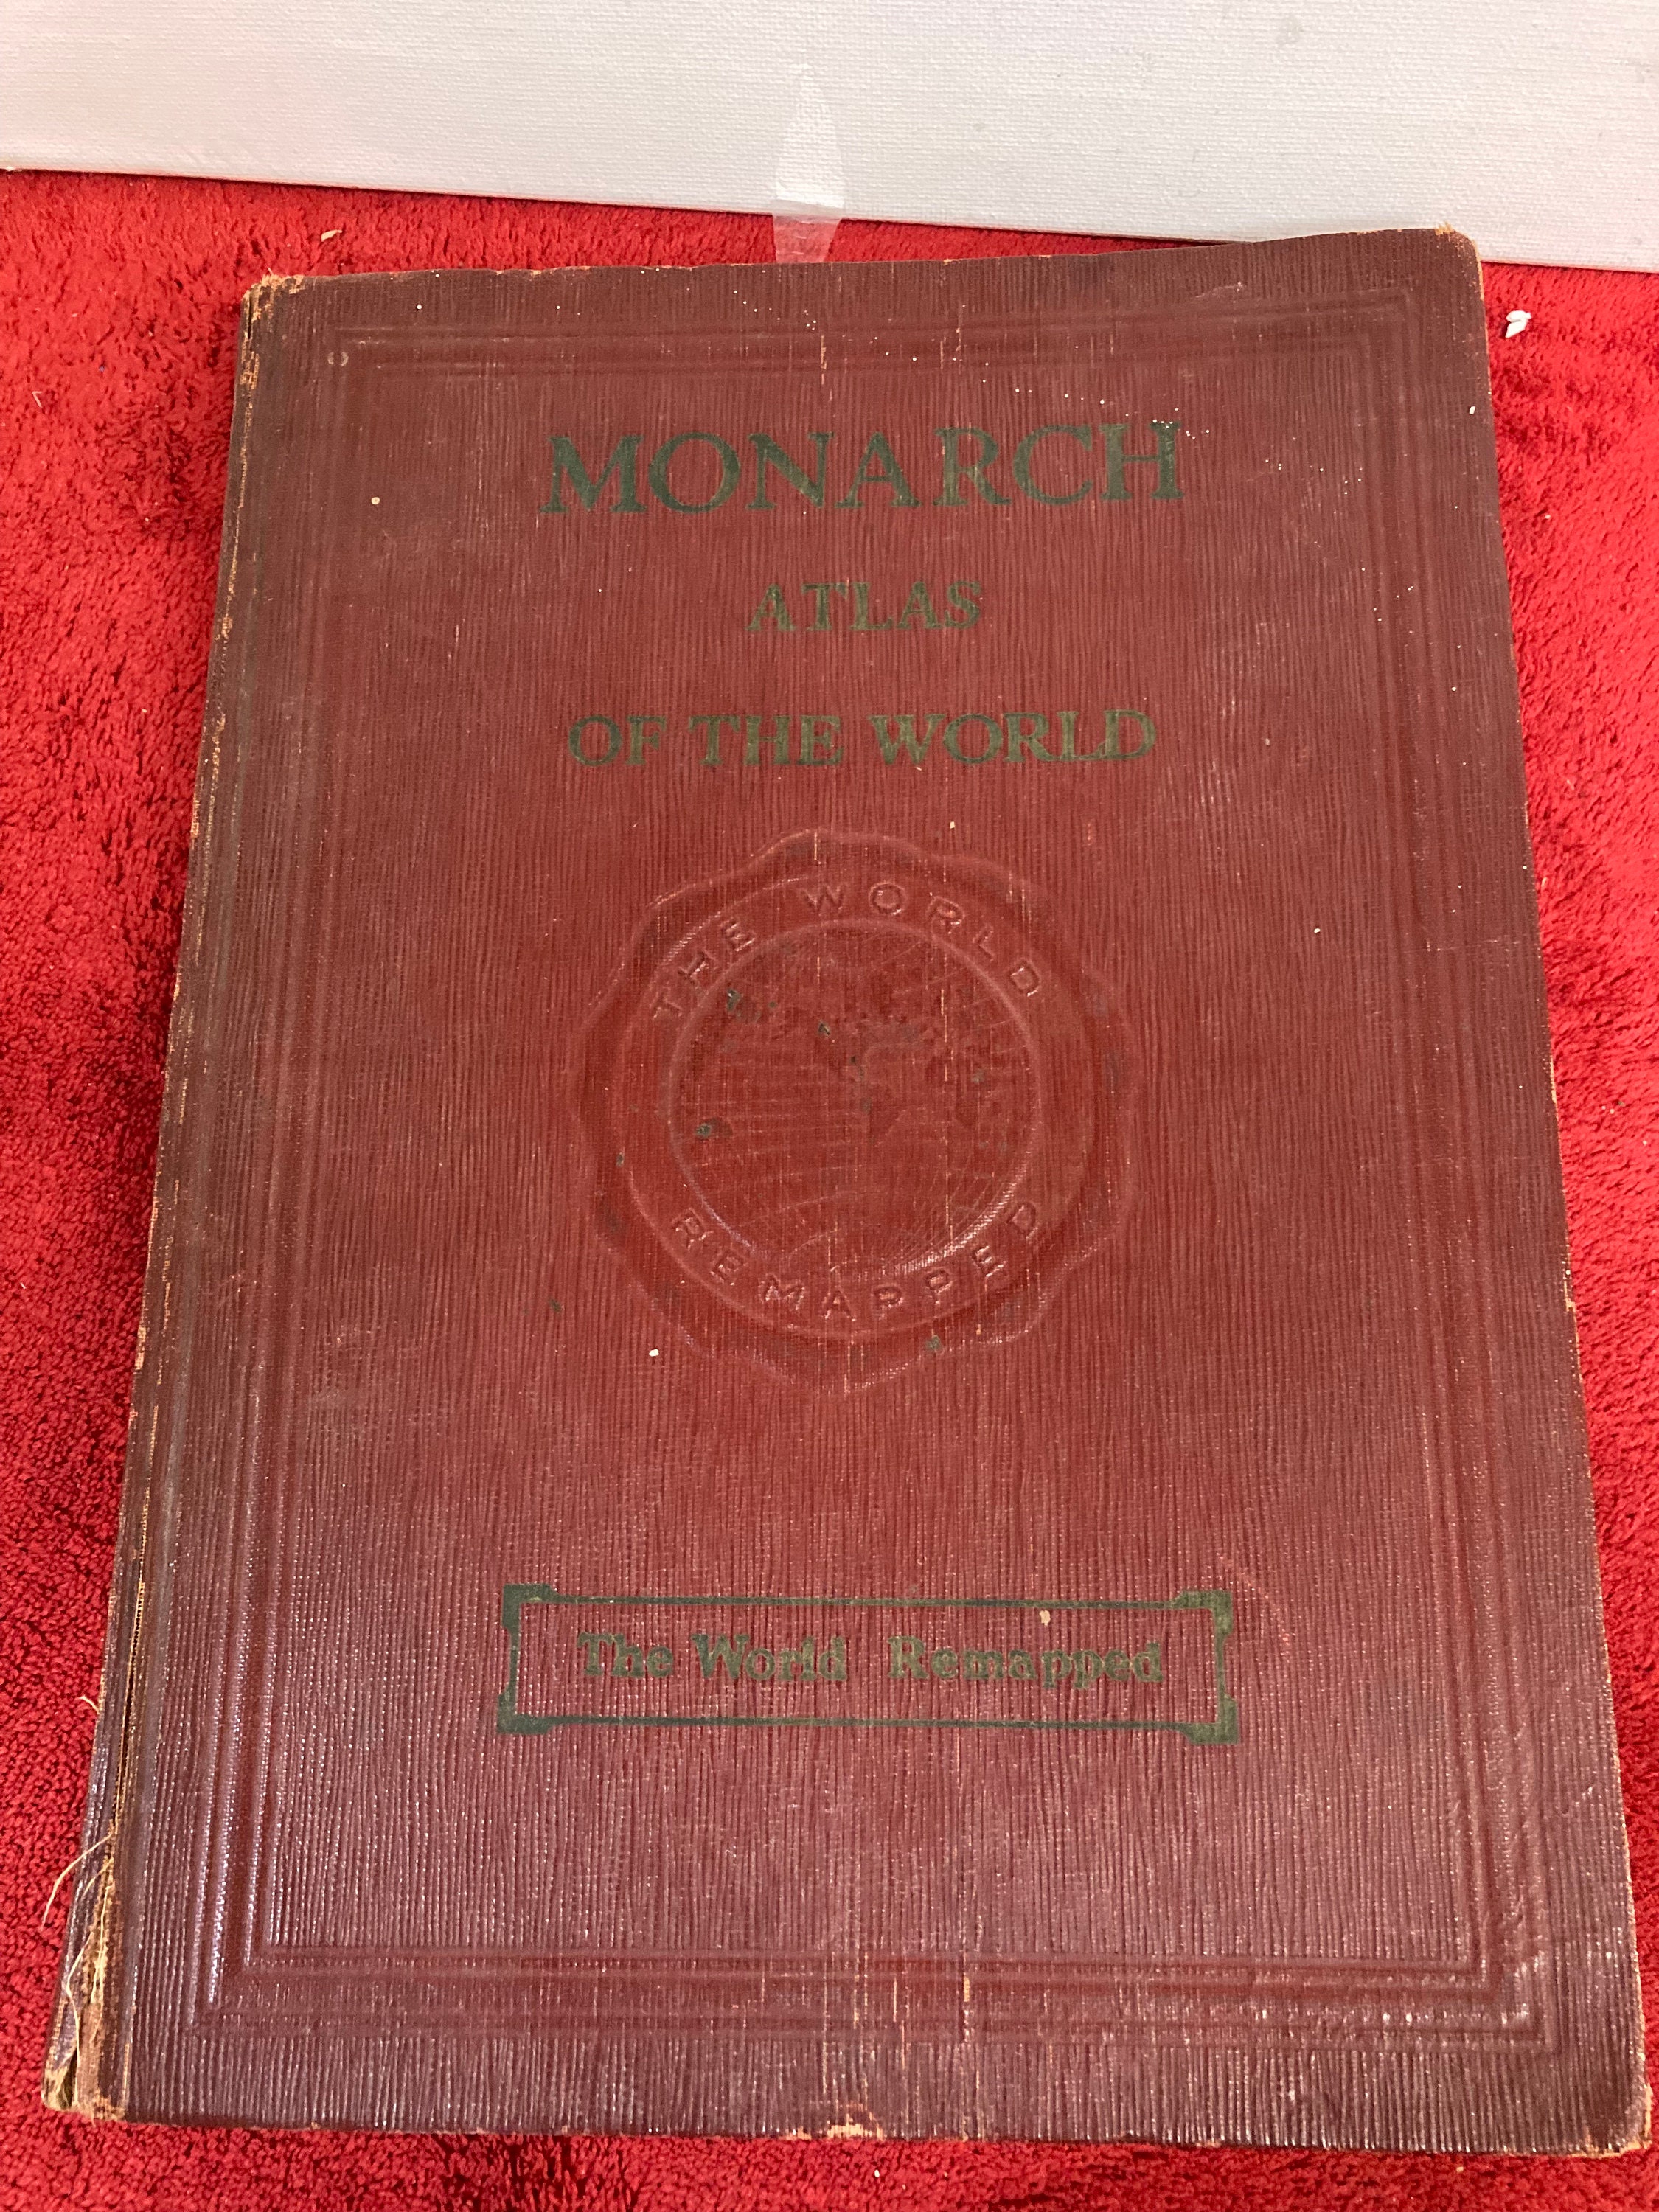 MONARCH
ATLAS
OF THE WORLD
THE WORLD
REMAPPED
The World Remapped